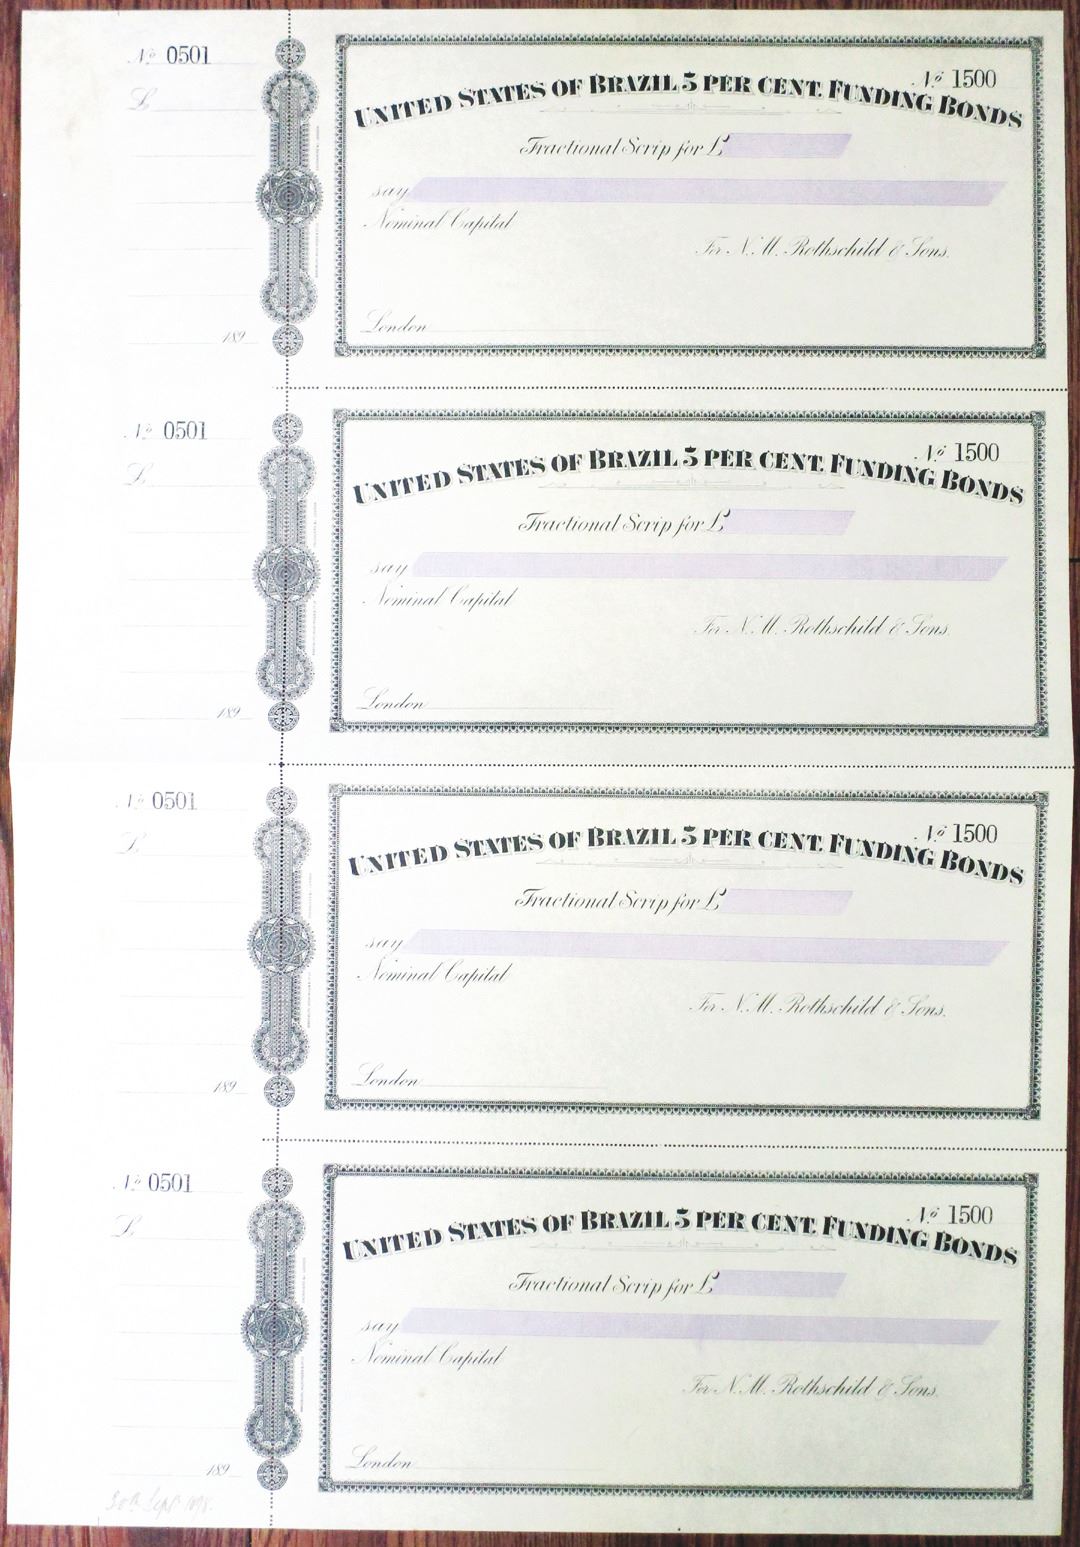 Nº 0501
£
189
Nº 1500
UNITED STATES OF BRAZIL 5 PER CENT. FUNDING BONDS
Fractional Scrip for £
say
Nominal Capital
For N. M. Rothschild & Sons.
London
Nº 0501
£
189
Nº 1500
UNITED STATES OF BRAZIL 5 PER CENT. FUNDING BONDS
Fractional Scrip for £
say
Nominal Capital
For N. M. Rothschild & Sons.
London
Nº 0501
£
189
Nº 1500
UNITED STATES OF BRAZIL 5 PER CENT. FUNDING BONDS
Fractional Scrip for £
say
Nominal Capital
For N. M. Rothschild & Sons.
London
Nº 0501
£
189
Nº 1500
UNITED STATES OF BRAZIL 5 PER CENT. FUNDING BONDS
Fractional Scrip for £
say
Nominal Capital
For N. M. Rothschild & Sons.
London
30th Sept